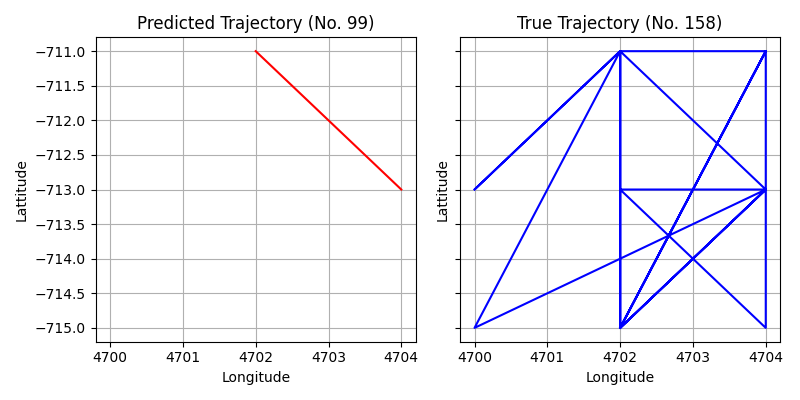 Predicted Trajectory (No. 99)
True Trajectory (No. 158)
−711.0
−711.5
−712.0
−712.5
−713.0
−713.5
−714.0
−714.5
−715.0
Lattitude
Lattitude
4700 4701 4702 4703 4704
4700 4701 4702 4703 4704
Longitude
Longitude